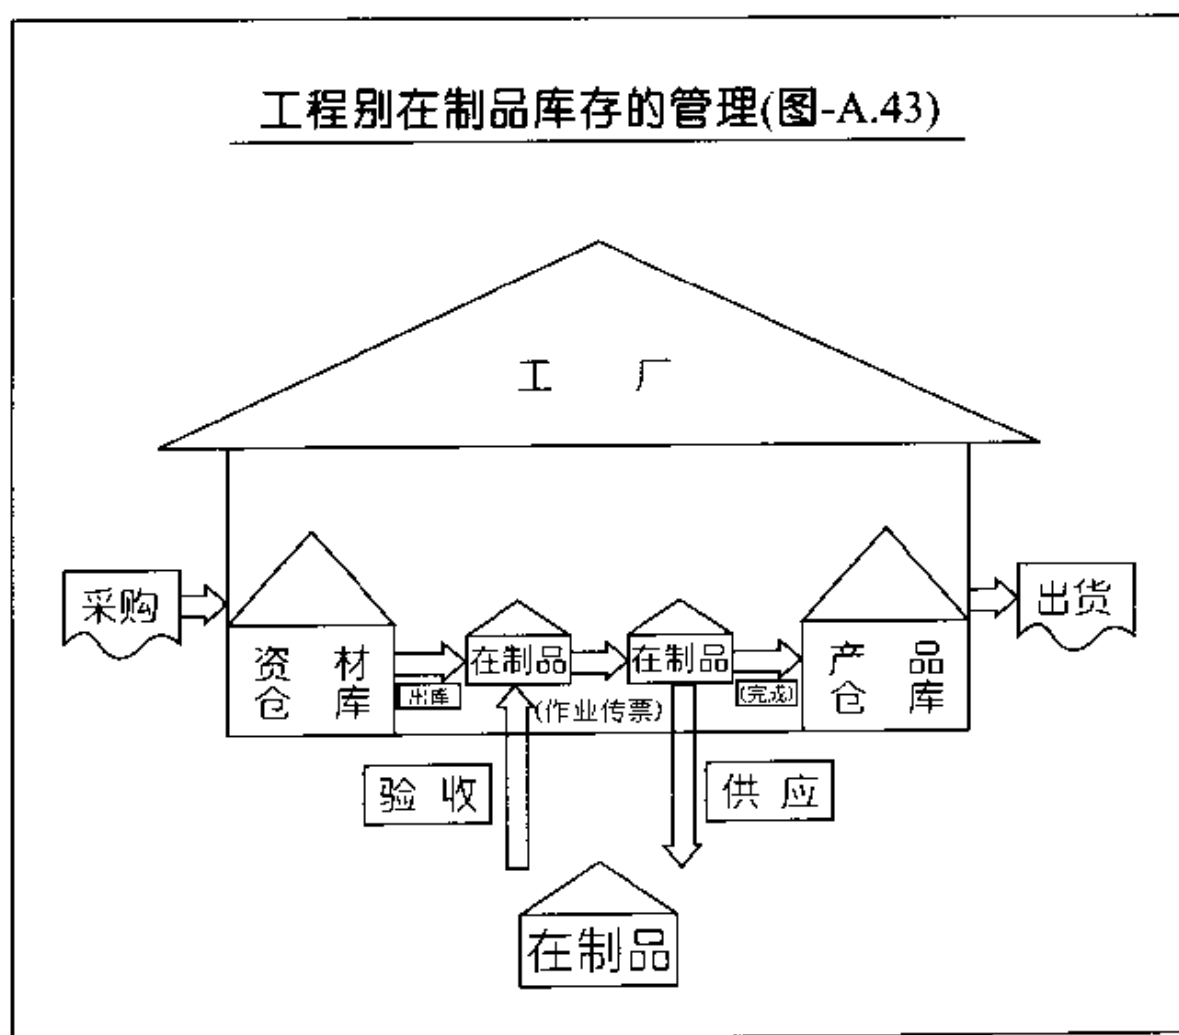 工程别在制品库存的管理(图-A.43)
工 厂
采购
出货
资 材
仓 库
出库
在制品
在制品
(作业传票)
(完成)
产 品
仓 库
验 收
供 应
在制品